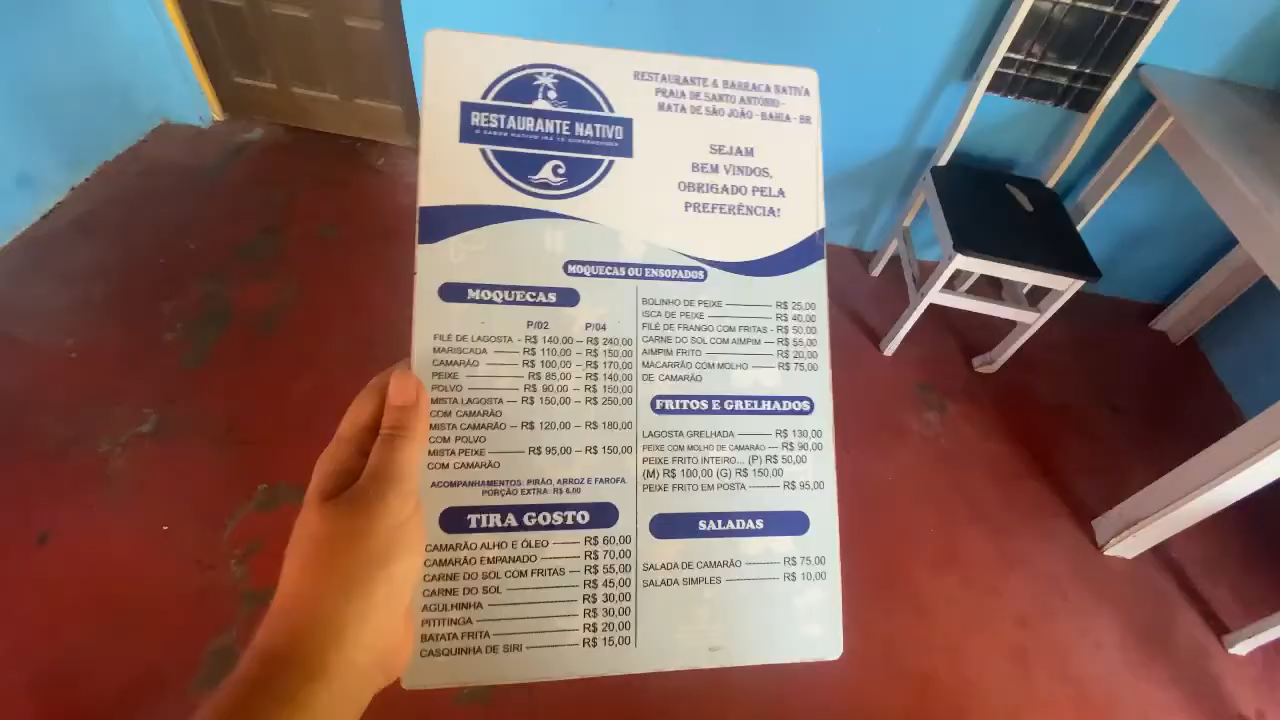 RESTAURANTE NATIVO
O SABOR NATIVO IRÁ TE SURPREENDER
RESTAURANTE & BARRACA NATIVA
PRAIA DE SANTO ANTÔNIO -
MATA DE SÃO JOÃO - BAHIA - BR
SEJAM
BEM VINDOS,
OBRIGADO PELA
PREFERÊNCIA!
MOQUECAS OU ENSOPADOS
MOQUECAS
P/02 P/04
FILÉ DE LAGOSTA - R$ 140,00 – R$ 240,00
MARISCADA —— R$ 110,00 – R$ 150,00
CAMARÃO —— R$ 100,00 – R$ 170,00
PEIXE —— R$ 85,00 – R$ 140,00
POLVO —— R$ 90,00 – R$ 150,00
MISTA LAGOSTA — R$ 150,00 – R$ 250,00
COM CAMARÃO
MISTA CAMARÃO – R$ 120,00 – R$ 180,00
COM POLVO
MISTA PEIXE —— R$ 95,00 – R$ 150,00
COM CAMARÃO
ACOMPANHAMENTOS: PIRÃO, ARROZ E FAROFA.
PORÇÃO EXTRA: R$ 6,00
TIRA GOSTO
CAMARÃO ALHO E ÓLEO —— R$ 60,00
CAMARÃO EMPANADO —— R$ 70,00
CARNE DO SOL COM FRITAS — R$ 55,00
CARNE DO SOL —— R$ 45,00
AGULHINHA —— R$ 30,00
PITITINGA —— R$ 30,00
BATATA FRITA —— R$ 20,00
CASQUINHA DE SIRI —— R$ 15,00
BOLINHO DE PEIXE —— R$ 25,00
ISCA DE PEIXE —— R$ 40,00
FILÉ DE FRANGO COM FRITAS - R$ 50,00
CARNE DO SOL COM AIMPIM — R$ 55,00
AIMPIM FRITO —— R$ 20,00
MACARRÃO COM MOLHO —— R$ 75,00
DE CAMARÃO
FRITOS E GRELHADOS
LAGOSTA GRELHADA —— R$ 130,00
PEIXE COM MOLHO DE CAMARÃO — R$ 90,00
PEIXE FRITO INTEIRO... (P) R$ 50,00
(M) R$ 100,00 (G) R$ 150,00
PEIXE FRITO EM POSTA —— R$ 95,00
SALADAS
SALADA DE CAMARÃO —— R$ 75,00
SALADA SIMPLES —— R$ 10,00